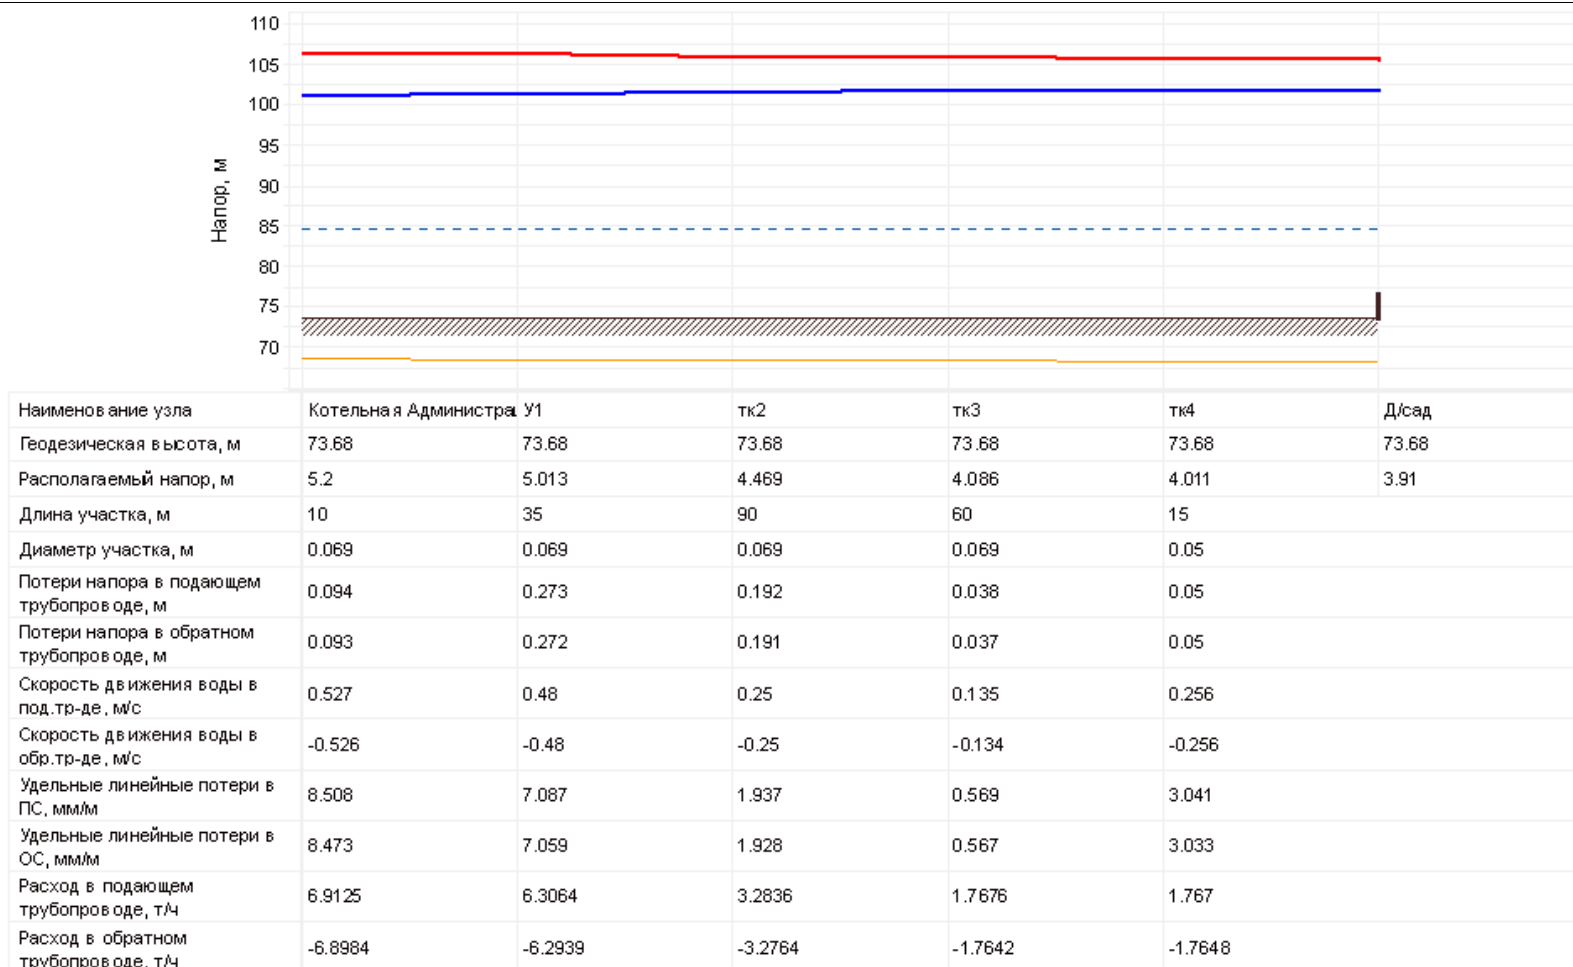 110
105
100
95
90
85
80
75
70
Напор, м
Наименование узла Котельная Администра У1 тк2 тк3 тк4 Д/сад
Геодезическая высота, м 73.68 73.68 73.68 73.68 73.68 73.68
Располагаемый напор, м 5.2 5.013 4.469 4.086 4.011 3.91
Длина участка, м 10 35 90 60 15
Диаметр участка, м 0.069 0.069 0.069 0.069 0.05
Потери напора в подающем
трубопроводе, м 0.094 0.273 0.192 0.038 0.05
Потери напора в обратном
трубопроводе, м 0.093 0.272 0.191 0.037 0.05
Скорость движения воды в
под.тр-де, м/с 0.527 0.48 0.25 0.135 0.256
Скорость движения воды в
обр.тр-де, м/с -0.526 -0.48 -0.25 -0.134 -0.256
Удельные линейные потери в
ПС, мм/м 8.508 7.087 1.937 0.569 3.041
Удельные линейные потери в
ОС, мм/м 8.473 7.059 1.928 0.567 3.033
Расход в подающем
трубопроводе, т/ч 6.9125 6.3064 3.2836 1.7676 1.767
Расход в обратном
трубопроводе, т/ч -6.8984 -6.2939 -3.2764 -1.7642 -1.7648